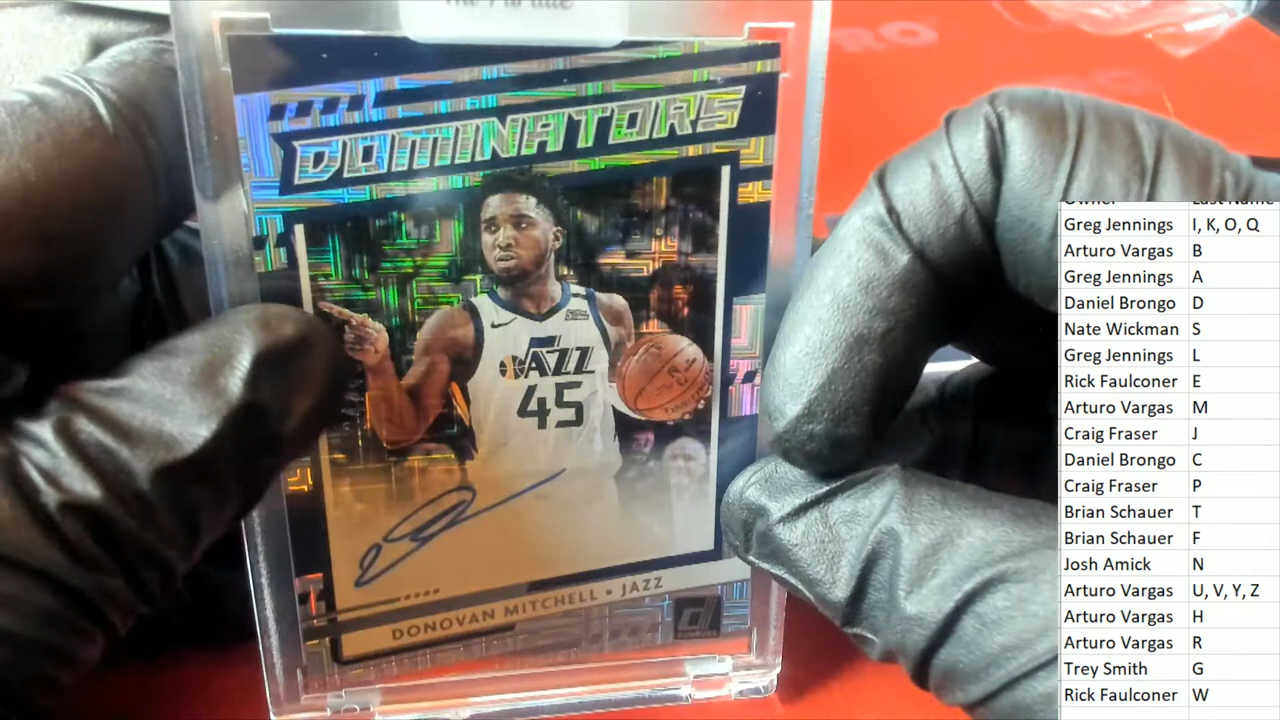 DOMINATORS
JAZZ
45
DONOVAN MITCHELL • JAZZ
Owner Last Name
Greg Jennings I, K, O, Q
Arturo Vargas B
Greg Jennings A
Daniel Brongo D
Nate Wickman S
Greg Jennings L
Rick Faulconer E
Arturo Vargas M
Craig Fraser J
Daniel Brongo C
Craig Fraser P
Brian Schauer T
Brian Schauer F
Josh Amick N
Arturo Vargas U, V, Y, Z
Arturo Vargas H
Arturo Vargas R
Trey Smith G
Rick Faulconer W